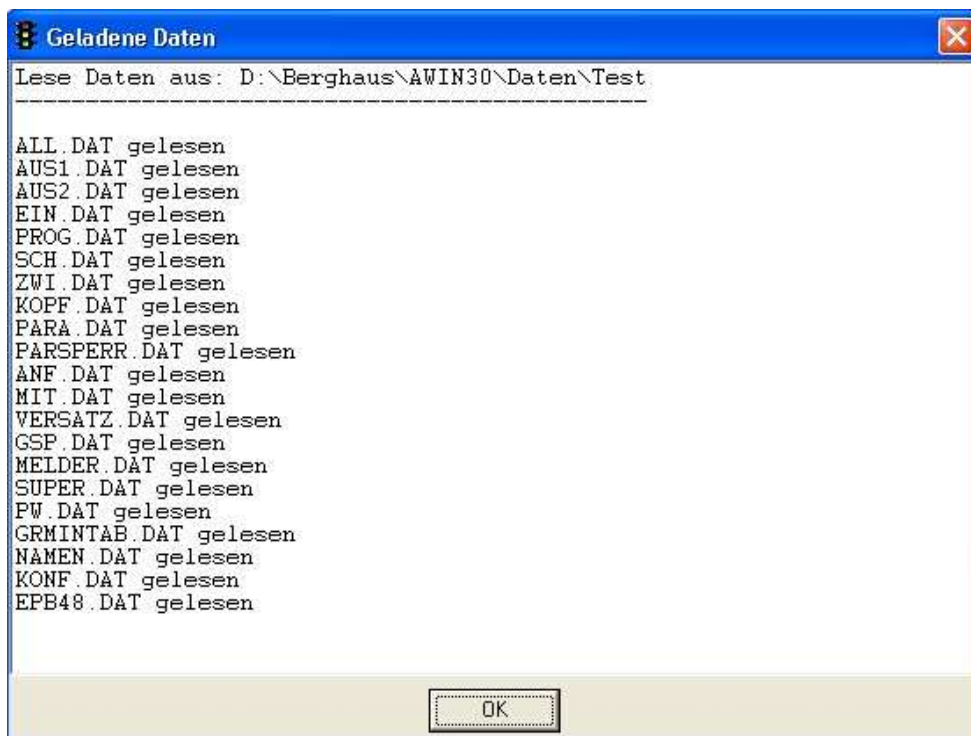 Geladene Daten
Lese Daten aus: D:\Berghaus\AWIN30\Daten\Test
---------------------------------------------
ALL.DAT gelesen
AUS1.DAT gelesen
AUS2.DAT gelesen
EIN.DAT gelesen
PROG.DAT gelesen
SCH.DAT gelesen
ZWI.DAT gelesen
KOPF.DAT gelesen
PARA.DAT gelesen
PARSPERR.DAT gelesen
ANF.DAT gelesen
MIT.DAT gelesen
VERSATZ.DAT gelesen
GSP.DAT gelesen
MELDER.DAT gelesen
SUPER.DAT gelesen
PW.DAT gelesen
GRMINTAB.DAT gelesen
NAMEN.DAT gelesen
KONF.DAT gelesen
EPB48.DAT gelesen
OK